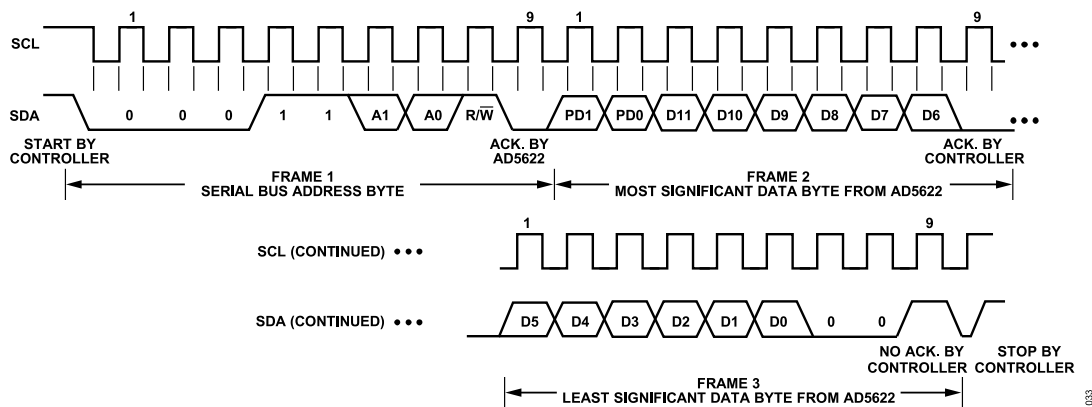 1 9 1 9
SCL
SDA 0 0 0 1 1 A1 A0 R/W̅ PD1 PD0 D11 D10 D9 D8 D7 D6
START BY
CONTROLLER
ACK. BY
AD5622
ACK. BY
CONTROLLER
FRAME 1
SERIAL BUS ADDRESS BYTE
FRAME 2
MOST SIGNIFICANT DATA BYTE FROM AD5622
1 9
SCL (CONTINUED)
SDA (CONTINUED) D5 D4 D3 D2 D1 D0 0 0
NO ACK. BY
CONTROLLER
STOP BY
CONTROLLER
FRAME 3
LEAST SIGNIFICANT DATA BYTE FROM AD5622
033